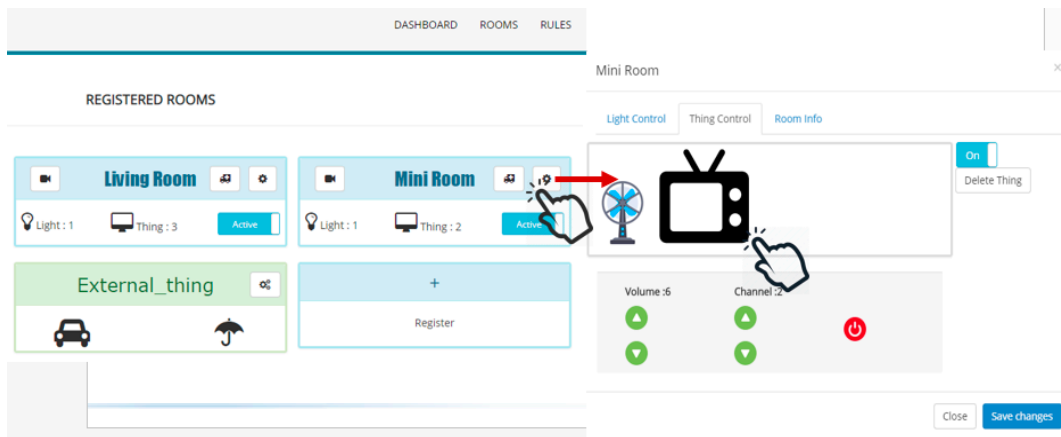 DASHBOARD ROOMS RULES
REGISTERED ROOMS
Living Room
Light : 1 Thing : 3 Active
Mini Room
Light : 1 Thing : 2 Active
External_thing
+
Register
Mini Room ×
Light Control Thing Control Room Info
On
Delete Thing
Volume :6 Channel :2
Close Save changes